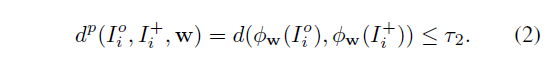 d^p(I_i^o, I_i^+, w) = d(ϕ_w(I_i^o), ϕ_w(I_i^+)) ≤ τ_2. (2)